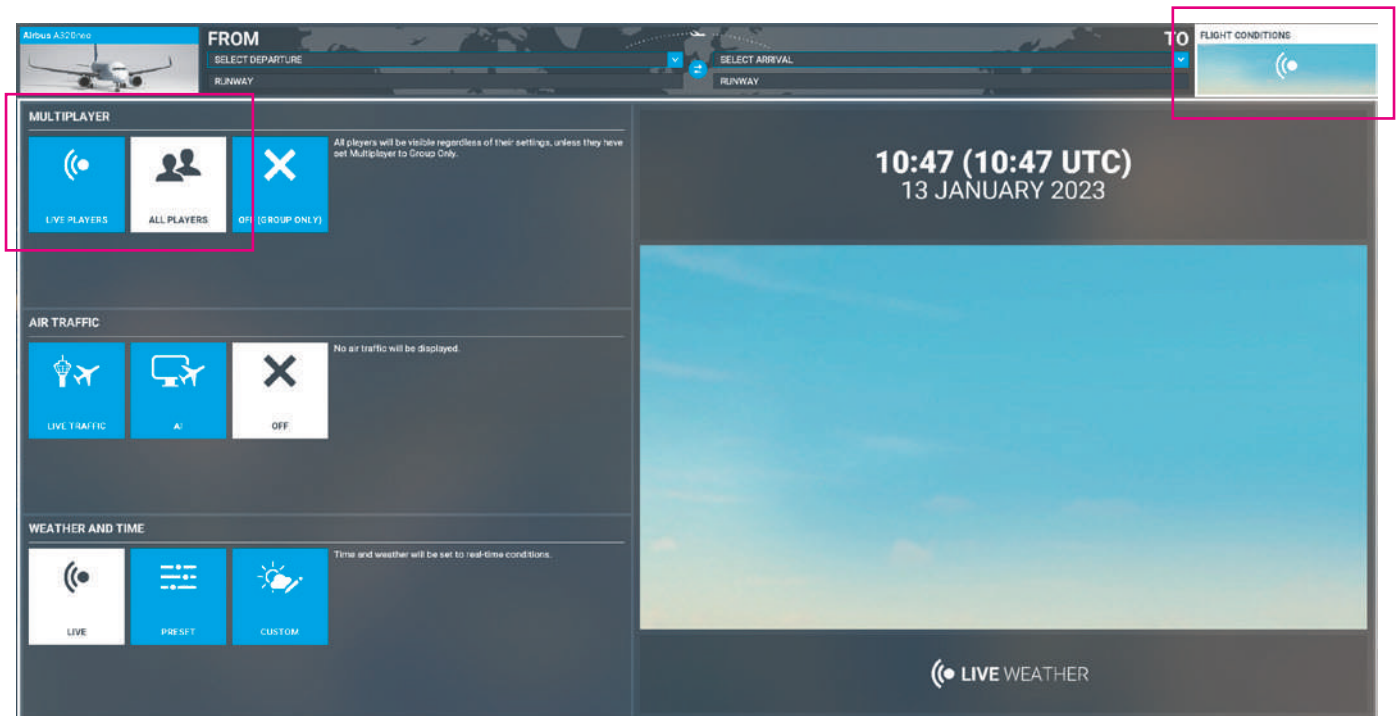 Airbus A320neo
FROM
SELECT DEPARTURE
RUNWAY
TO
SELECT ARRIVAL
RUNWAY
FLIGHT CONDITIONS
MULTIPLAYER
LIVE PLAYERS
ALL PLAYERS
OFF (GROUP ONLY)
All players will be visible regardless of their settings, unless they have
set Multiplayer to Group Only.
AIR TRAFFIC
LIVE TRAFFIC
AI
OFF
No air traffic will be displayed.
WEATHER AND TIME
LIVE
PRESET
CUSTOM
Time and weather will be set to real-time conditions.
10:47 (10:47 UTC)
13 JANUARY 2023
LIVE WEATHER